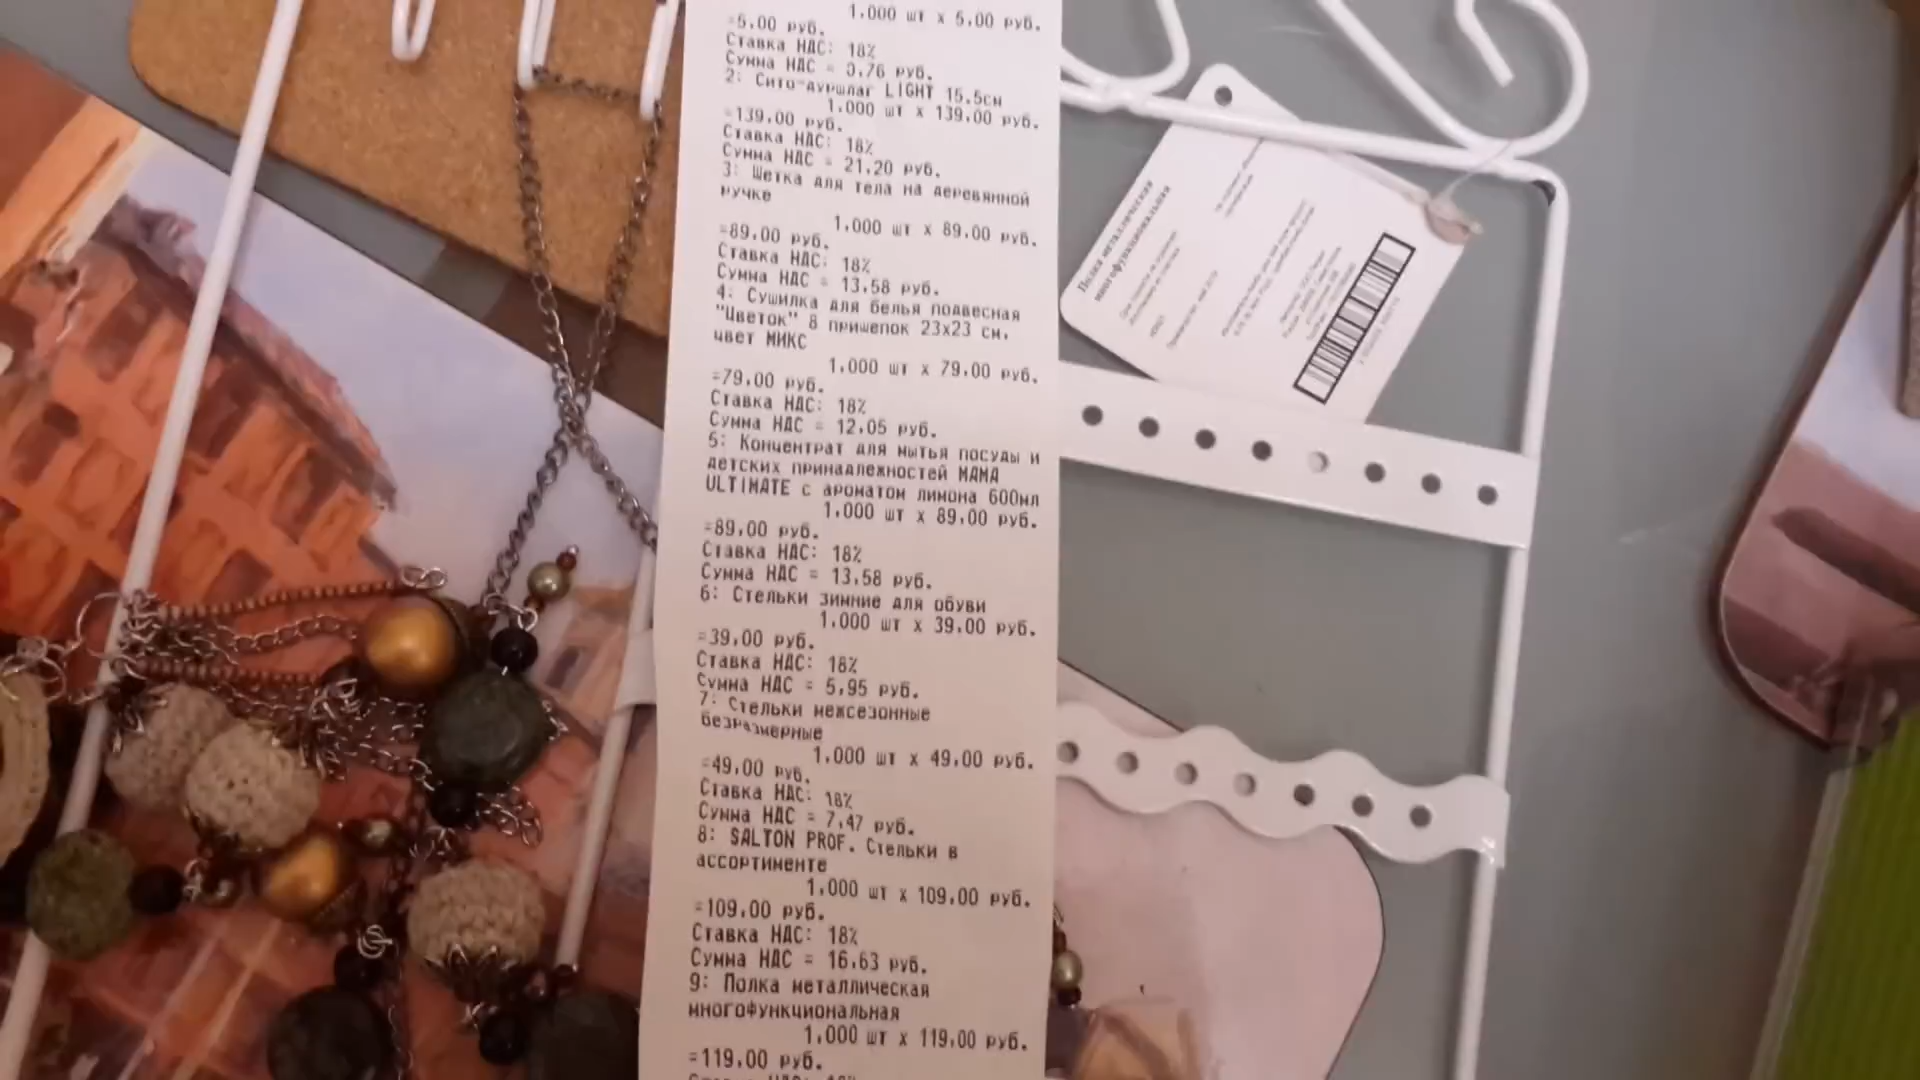 1.000 шт х 5.00 руб.
=5.00 руб.
Ставка НДС: 18%
Сумма НДС = 0.76 руб.
2: Сито-дуршлаг LIGHT 15.5см
1.000 шт х 139.00 руб.
=139.00 руб.
Ставка НДС: 18%
Сумма НДС = 21.20 руб.
3: Щетка для тела на деревянной
ручке
1.000 шт х 89.00 руб.
=89.00 руб.
Ставка НДС: 18%
Сумма НДС = 13.58 руб.
4: Сушилка для белья подвесная
"Цветок" 8 прищепок 23х23 см.
цвет МИКС
1.000 шт х 79.00 руб.
=79.00 руб.
Ставка НДС: 18%
Сумма НДС = 12.05 руб.
5: Концентрат для мытья посуды и
детских принадлежностей МАМА
ULTIMATE с ароматом лимона 600мл
1.000 шт х 89.00 руб.
=89.00 руб.
Ставка НДС: 18%
Сумма НДС = 13.58 руб.
6: Стельки зимние для обуви
1.000 шт х 39.00 руб.
=39.00 руб.
Ставка НДС: 18%
Сумма НДС = 5.95 руб.
7: Стельки межсезонные
безразмерные
1.000 шт х 49.00 руб.
=49.00 руб.
Ставка НДС: 18%
Сумма НДС = 7.47 руб.
8: SALTON PROF. Стельки в
ассортименте
1.000 шт х 109.00 руб.
=109.00 руб.
Ставка НДС: 18%
Сумма НДС = 16.63 руб.
9: Полка металлическая
многофункциональная
1.000 шт х 119.00 руб.
=119.00 руб.
Полка металлическая
многофункциональная